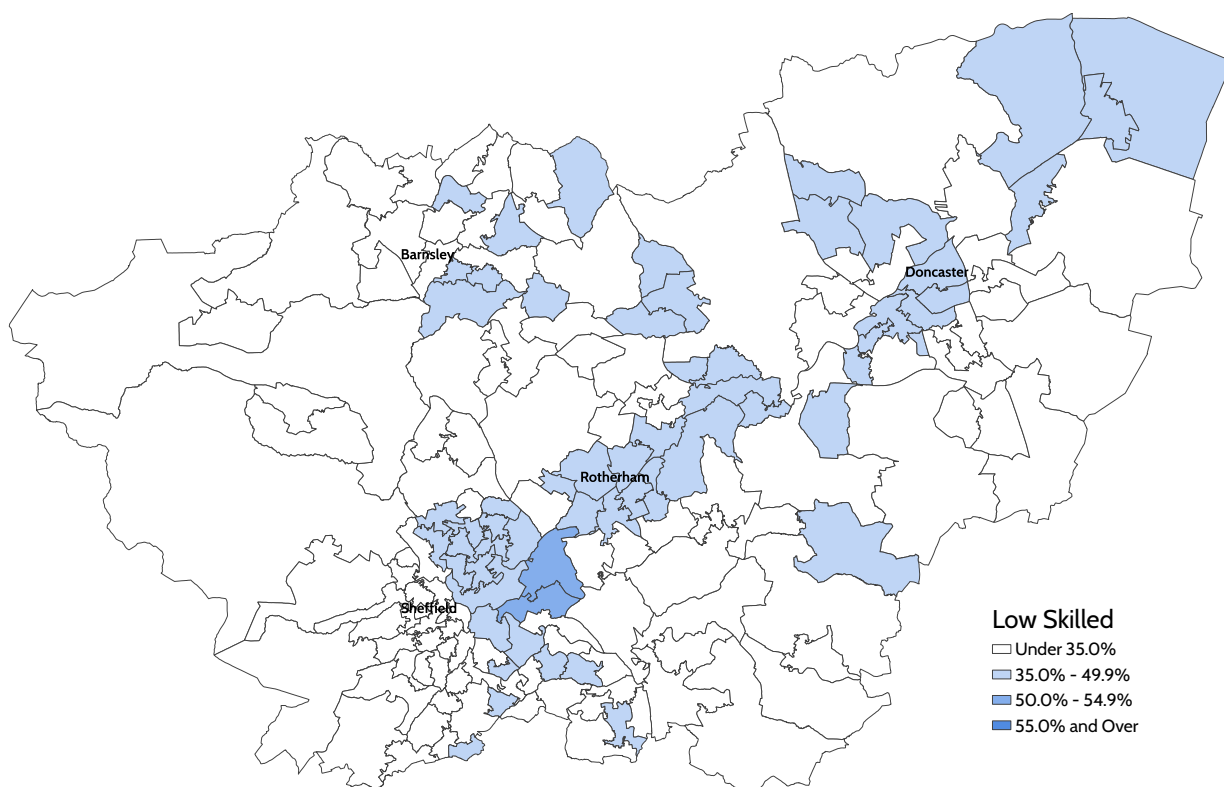 Barnsley
Doncaster
Rotherham
Sheffield
Low Skilled
Under 35.0%
35.0% - 49.9%
50.0% - 54.9%
55.0% and Over